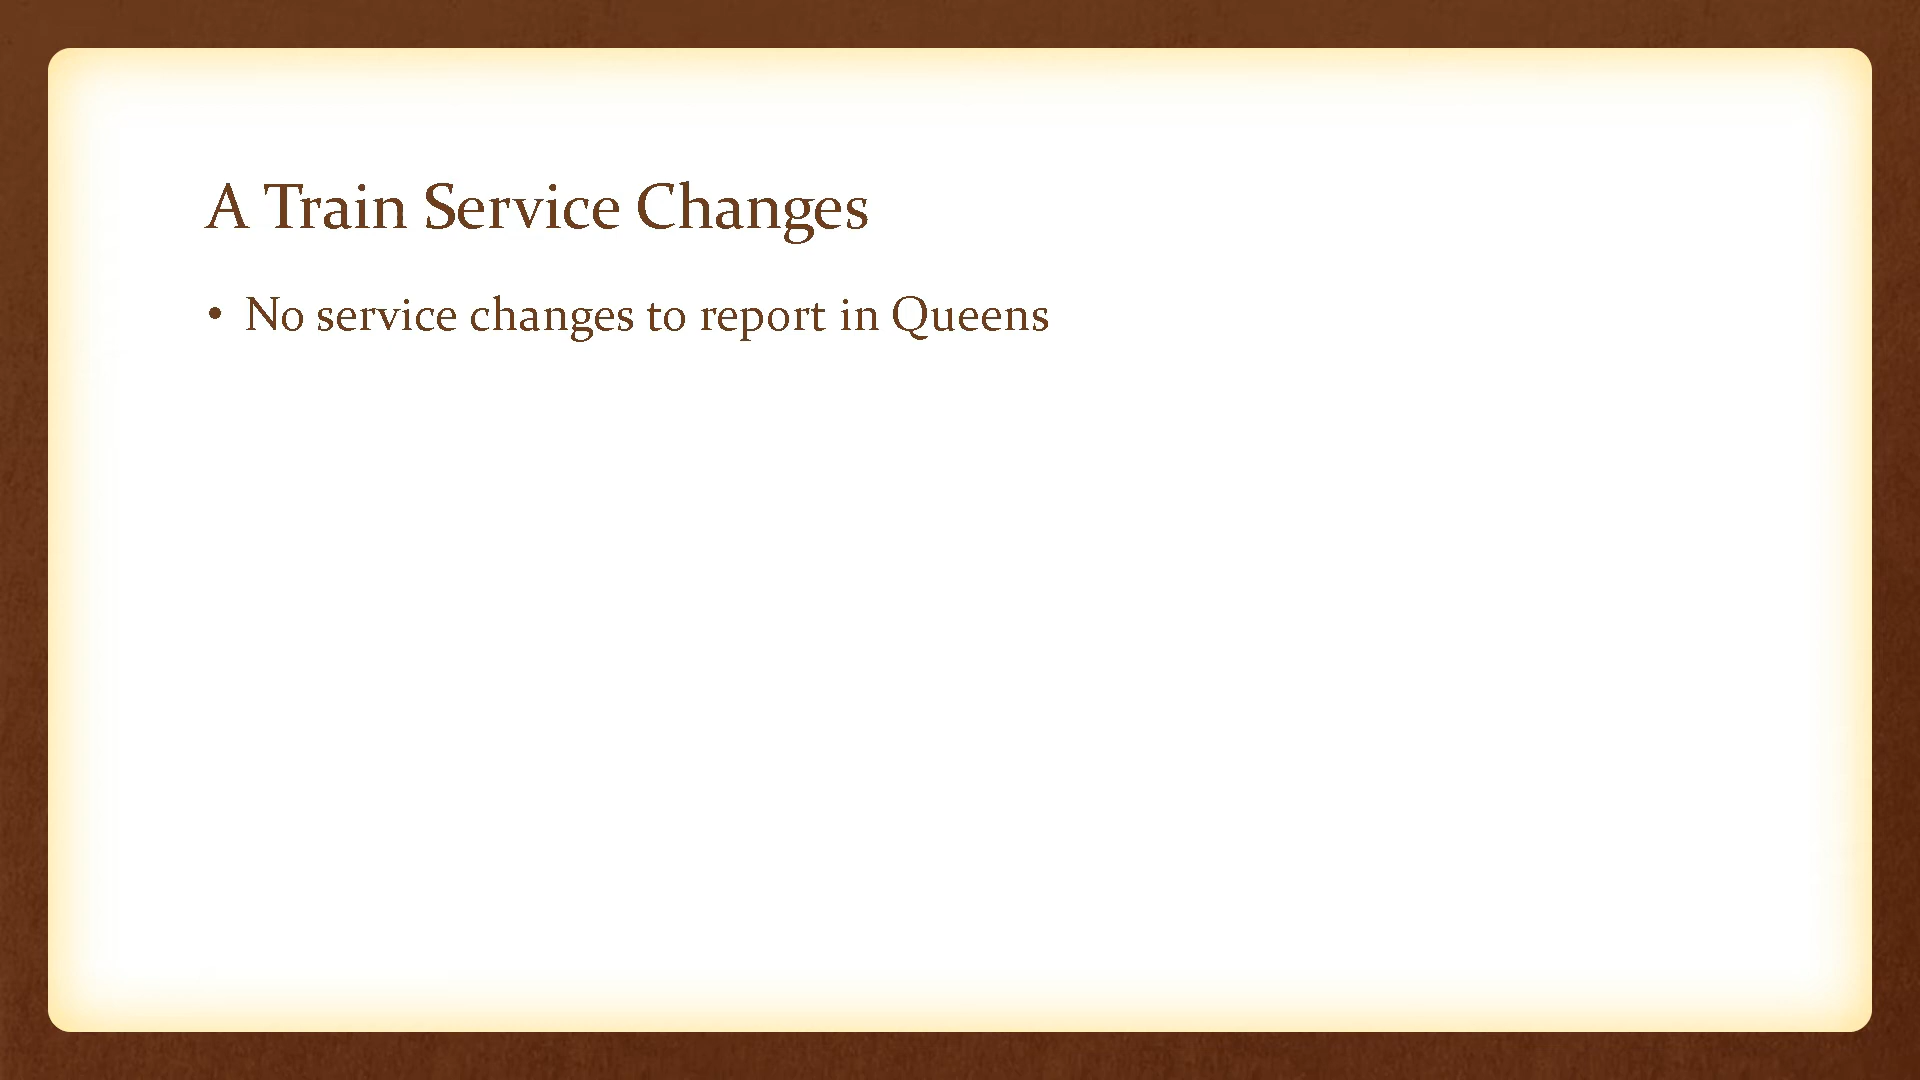 A Train Service Changes
• No service changes to report in Queens